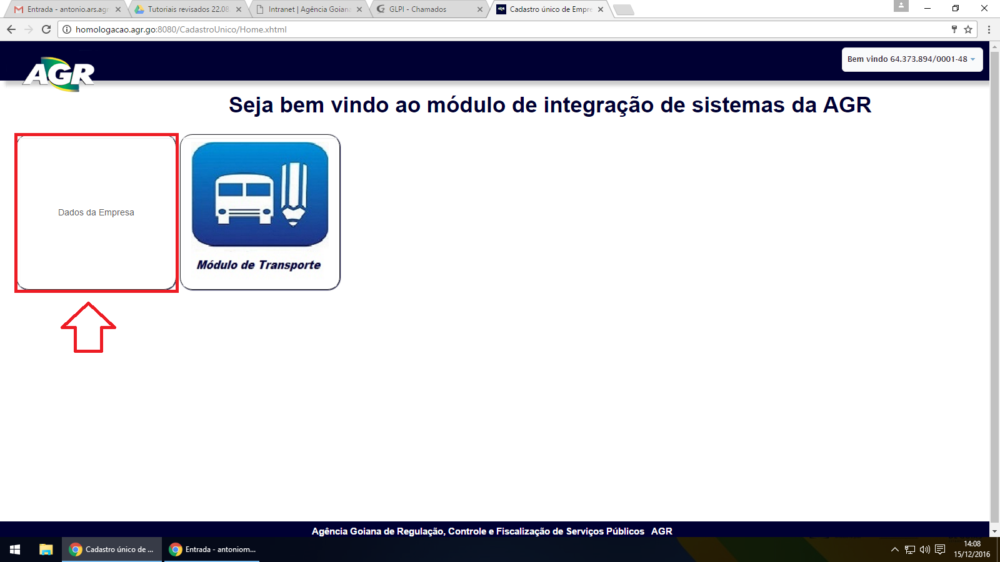 Entrada - antonio.ars.agr
Tutoriais revisados 22.08
Intranet | Agência Goiana
GLPI - Chamados
AGR
Cadastro único de Empre
homologacao.agr.go:8080/CadastroUnico/Home.xhtml
AGR
Bem vindo 64.373.894/0001-48
Seja bem vindo ao módulo de integração de sistemas da AGR
Dados da Empresa
Módulo de Transporte
Agência Goiana de Regulação, Controle e Fiscalização de Serviços Públicos AGR
Cadastro único de ...
Entrada - antoniom...
14:08
15/12/2016